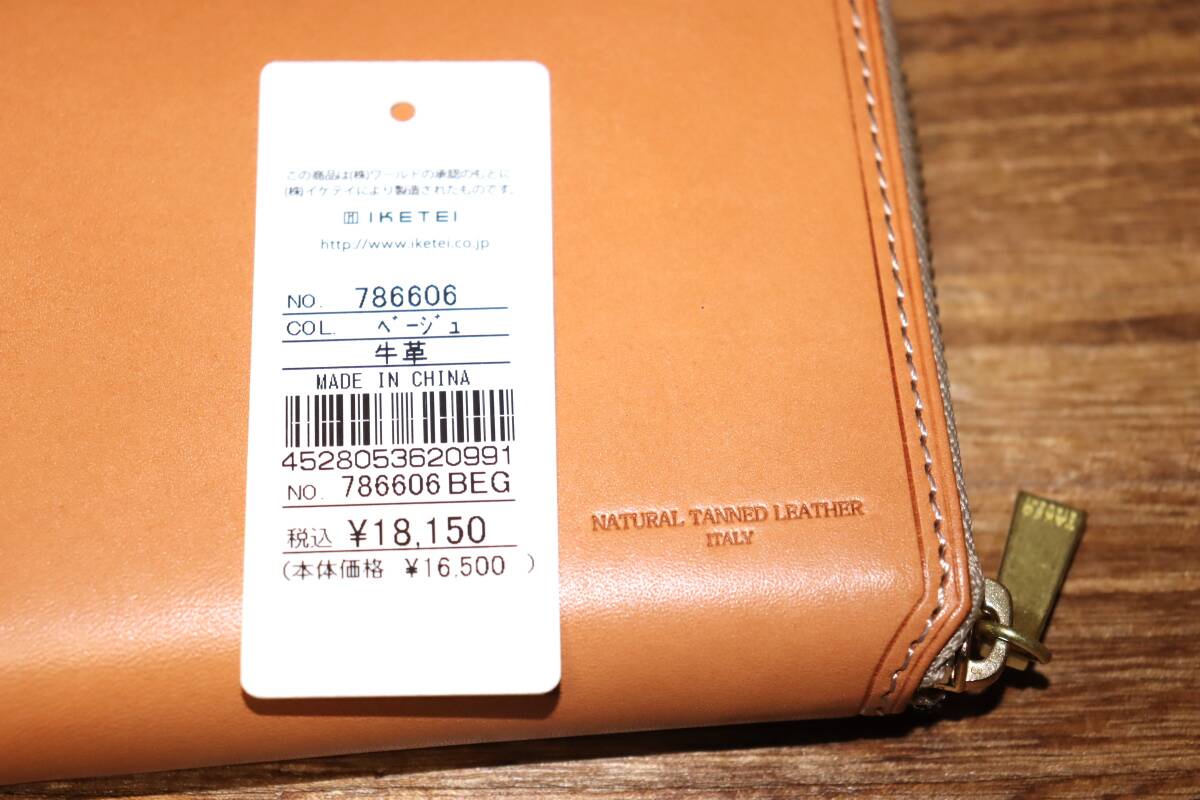 この商品は(株)ワールドの承認のもとに
(株)イケテイにより製造されたものです。
IKETEI
http://www.iketei.co.jp
NO. 786606
COL. ベージュ
牛革
MADE IN CHINA
4528053620991
NO. 786606 BEG
税込 ¥18,150
(本体価格 ¥16,500 )
NATURAL TANNED LEATHER
ITALY